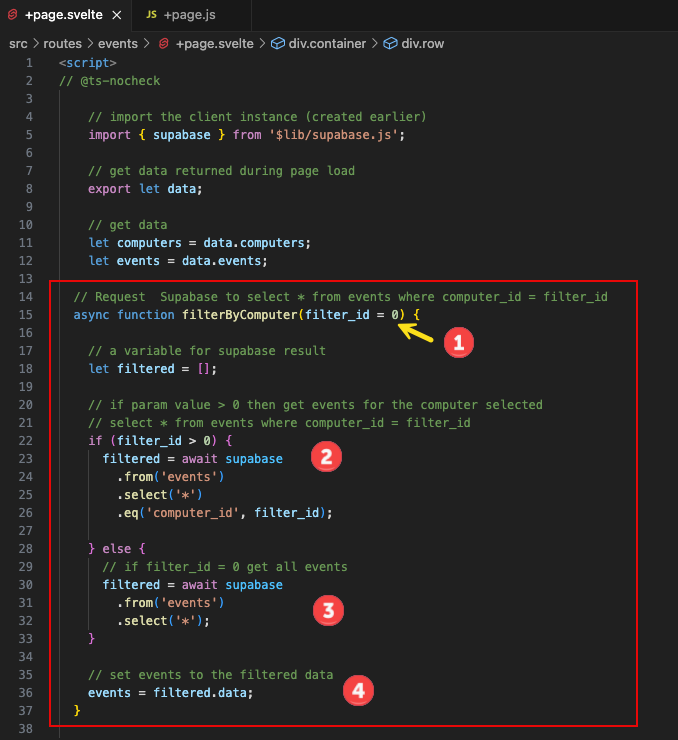 +page.svelte × JS +page.js
src > routes > events > +page.svelte > div.container > div.row
1 <script>
2 // @ts-nocheck
3
4 // import the client instance (created earlier)
5 import { supabase } from '$lib/supabase.js';
6
7 // get data returned during page load
8 export let data;
9
10 // get data
11 let computers = data.computers;
12 let events = data.events;
13
14 // Request  Supabase to select * from events where computer_id = filter_id
15 async function filterByComputer(filter_id = 0) {
16
1
17 // a variable for supabase result
18 let filtered = [];
19
20 // if param value > 0 then get events for the computer selected
21 // select * from events where computer_id = filter_id
22 if (filter_id > 0) {
23 filtered = await supabase 2
24 .from('events')
25 .select('*')
26 .eq('computer_id', filter_id);
27
28 } else {
29 // if filter_id = 0 get all events
30 filtered = await supabase
31 .from('events') 3
32 .select('*');
33 }
34
35 // set events to the filtered data
36 events = filtered.data; 4
37 }
38